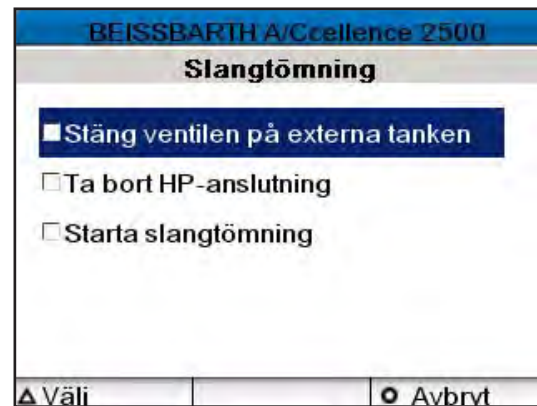 BEISSBARTH A/Ccellence 2500
Slangtömning
Stäng ventilen på externa tanken
Ta bort HP-anslutning
Starta slangtömning
Välj
Avbryt